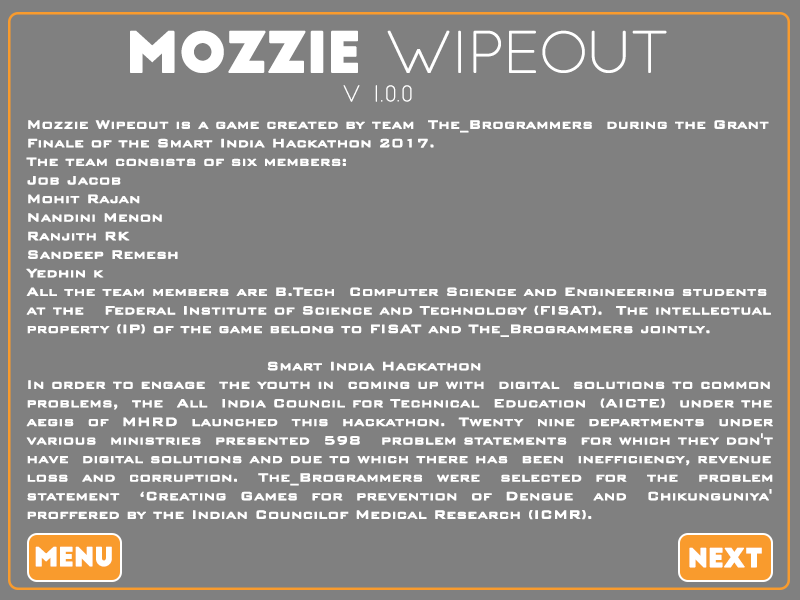 MOZZIE WIPEOUT
V 1.0.0
Mozzie Wipeout is a game created by team The_Brogrammers during the Grant
Finale of the Smart India Hackathon 2017.
The team consists of six members:
Job Jacob
Mohit Rajan
Nandini Menon
Ranjith RK
Sandeep Remesh
Yedhin k
All the team members are B.Tech Computer Science and Engineering students
at the Federal Institute of Science and Technology (FISAT). The intellectual
property (IP) of the game belong to FISAT and The_Brogrammers jointly.
Smart India Hackathon
In order to engage the youth in coming up with digital solutions to common
problems, the All India Council for Technical Education (AICTE) under the
aegis of MHRD launched this hackathon. Twenty nine departments under
various ministries presented 598 problem statements for which they don't
have digital solutions and due to which there has been inefficiency, revenue
loss and corruption. The_Brogrammers were selected for the problem
statement ‘Creating Games for prevention of Dengue and Chikunguniya'
proffered by the Indian Councilof Medical Research (ICMR).
MENU
NEXT